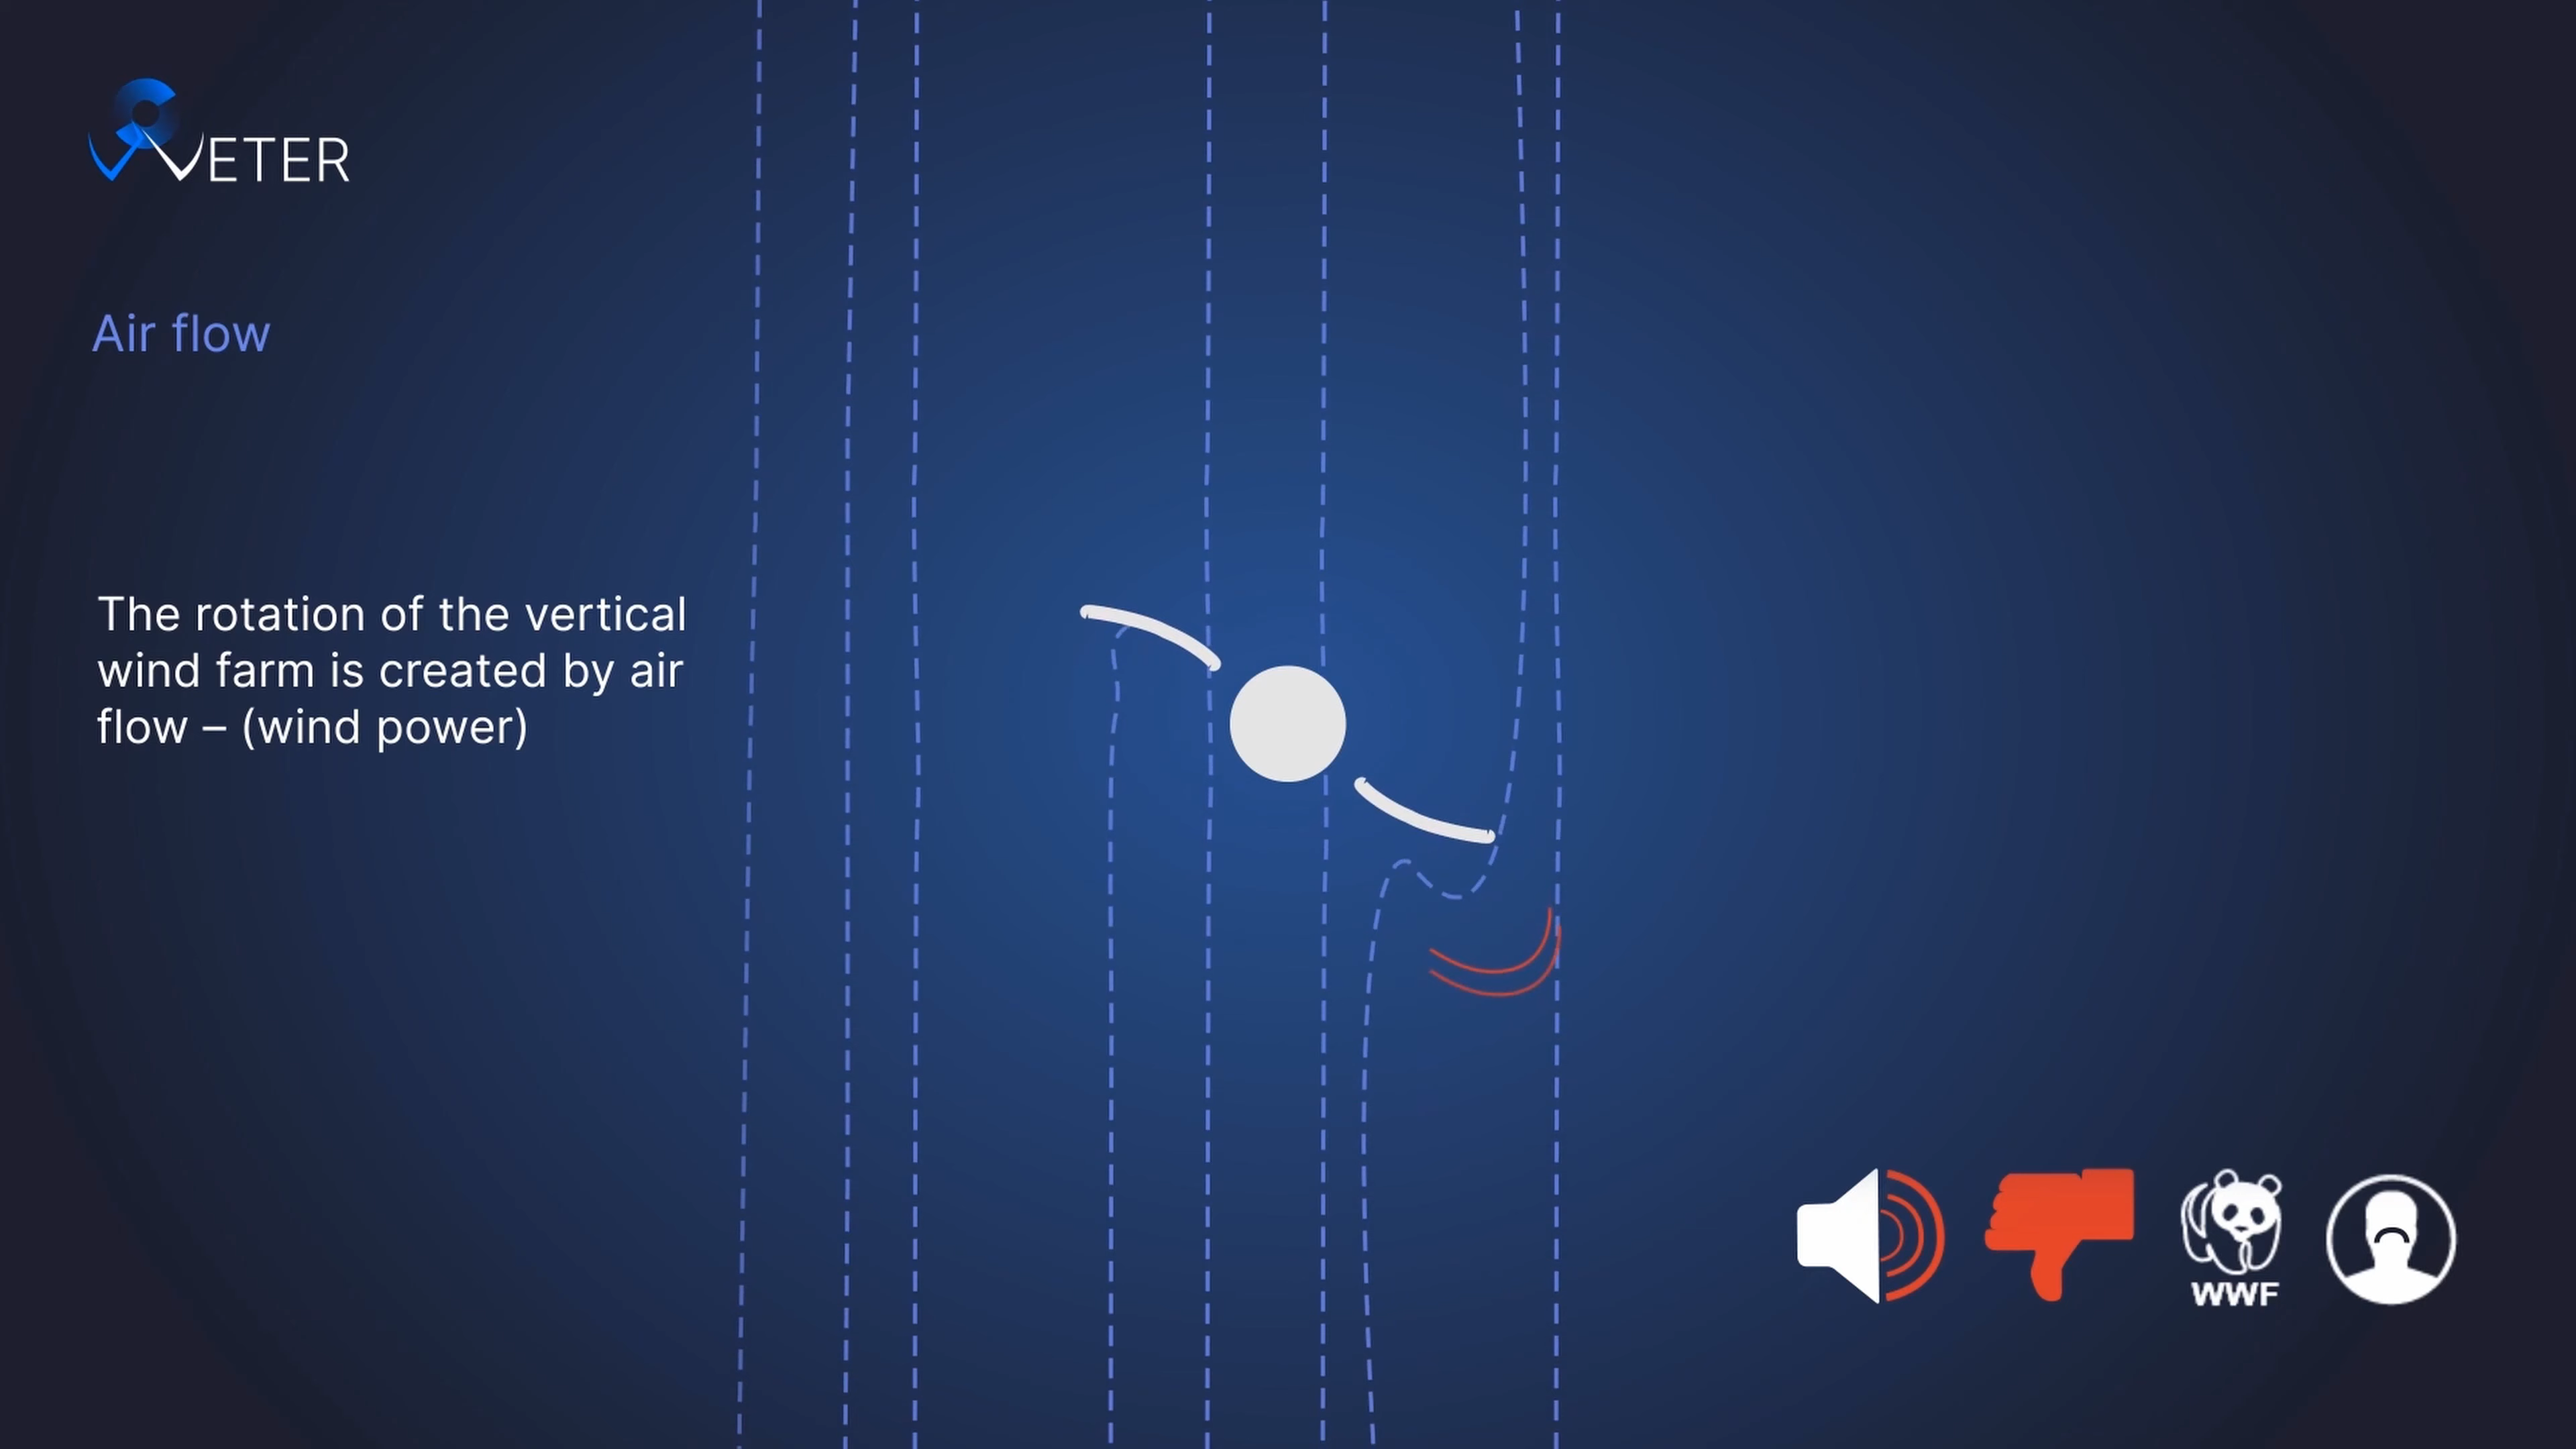 VETER
Air flow
The rotation of the vertical
wind farm is created by air
flow – (wind power)
WWF